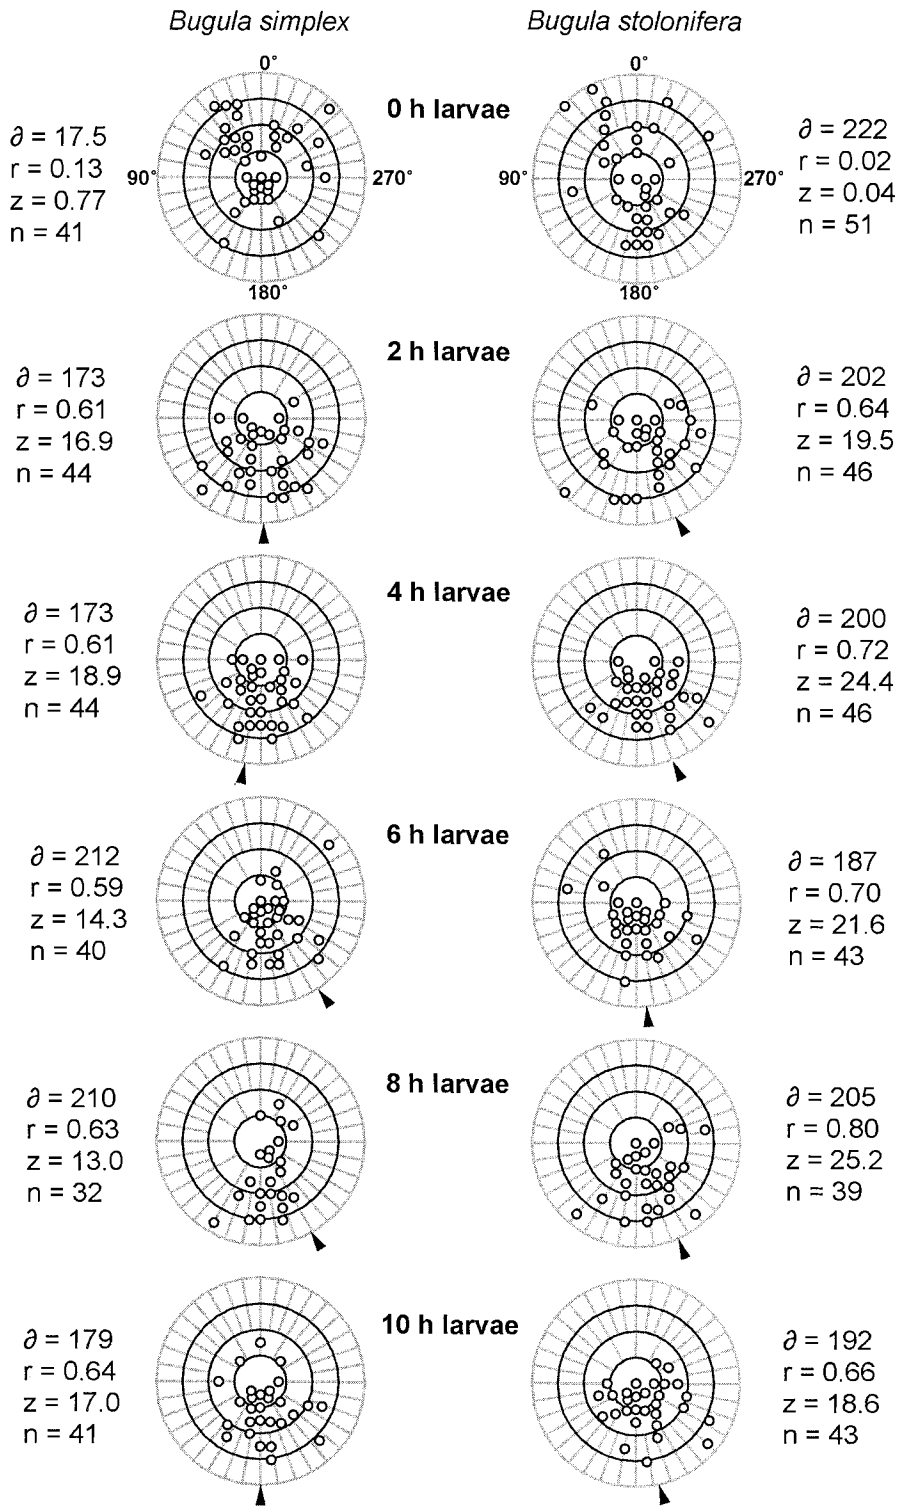 Bugula simplex
Bugula stolonifera
0°
0°
0 h larvae
∂ = 17.5
r = 0.13
z = 0.77
n = 41
90°
270°
90°
270°
∂ = 222
r = 0.02
z = 0.04
n = 51
180°
180°
2 h larvae
∂ = 173
r = 0.61
z = 16.9
n = 44
∂ = 202
r = 0.64
z = 19.5
n = 46
4 h larvae
∂ = 173
r = 0.61
z = 18.9
n = 44
∂ = 200
r = 0.72
z = 24.4
n = 46
6 h larvae
∂ = 212
r = 0.59
z = 14.3
n = 40
∂ = 187
r = 0.70
z = 21.6
n = 43
8 h larvae
∂ = 210
r = 0.63
z = 13.0
n = 32
∂ = 205
r = 0.80
z = 25.2
n = 39
10 h larvae
∂ = 179
r = 0.64
z = 17.0
n = 41
∂ = 192
r = 0.66
z = 18.6
n = 43